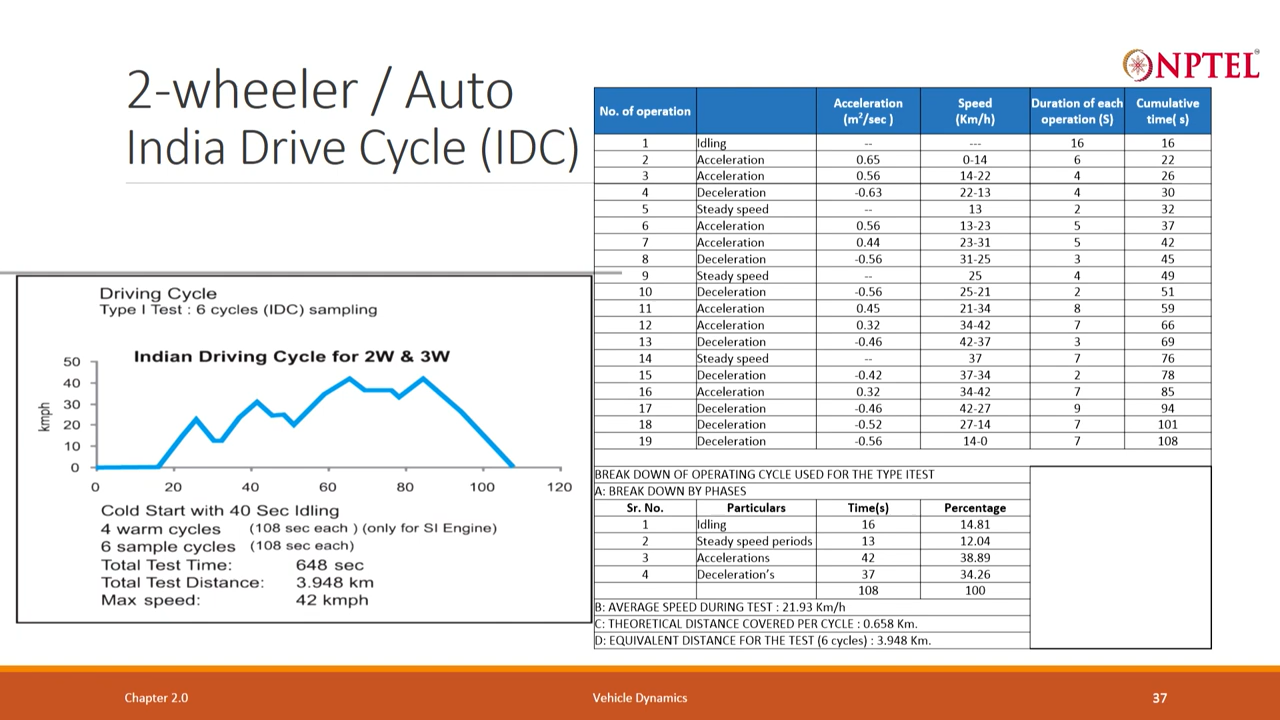 2-wheeler / Auto
India Drive Cycle (IDC)
NPTEL
No. of operation Acceleration (m²/sec ) Speed (Km/h) Duration of each operation (S) Cumulative time( s)
1 Idling -- --- 16 16
2 Acceleration 0.65 0-14 6 22
3 Acceleration 0.56 14-22 4 26
4 Deceleration -0.63 22-13 4 30
5 Steady speed -- 13 2 32
6 Acceleration 0.56 13-23 5 37
7 Acceleration 0.44 23-31 5 42
8 Deceleration -0.56 31-25 3 45
9 Steady speed -- 25 4 49
10 Deceleration -0.56 25-21 2 51
11 Acceleration 0.45 21-34 8 59
12 Acceleration 0.32 34-42 7 66
13 Deceleration -0.46 42-37 3 69
14 Steady speed -- 37 7 76
15 Deceleration -0.42 37-34 2 78
16 Acceleration 0.32 34-42 7 85
17 Deceleration -0.46 42-27 9 94
18 Deceleration -0.52 27-14 7 101
19 Deceleration -0.56 14-0 7 108
BREAK DOWN OF OPERATING CYCLE USED FOR THE TYPE ITEST
A: BREAK DOWN BY PHASES
Sr. No. Particulars Time(s) Percentage
1 Idling 16 14.81
2 Steady speed periods 13 12.04
3 Accelerations 42 38.89
4 Deceleration's 37 34.26
108 100
B: AVERAGE SPEED DURING TEST : 21.93 Km/h
C: THEORETICAL DISTANCE COVERED PER CYCLE : 0.658 Km.
D: EQUIVALENT DISTANCE FOR THE TEST (6 cycles) : 3.948 Km.
Driving Cycle
Type I Test : 6 cycles (IDC) sampling
Indian Driving Cycle for 2W & 3W
kmph
50
40
30
20
10
0
0 20 40 60 80 100 120
Cold Start with 40 Sec Idling
4 warm cycles (108 sec each ) (only for SI Engine)
6 sample cycles (108 sec each)
Total Test Time: 648 sec
Total Test Distance: 3.948 km
Max speed: 42 kmph
Chapter 2.0 Vehicle Dynamics 37